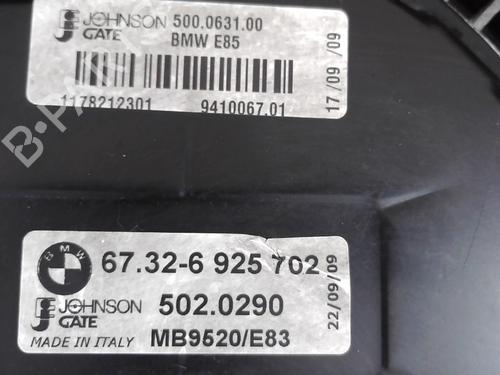 JOHNSON 500.0631.00
GATE BMW E85
1178212301 9410067.01
17/09/09
BMW
67.32-6 925 702
JOHNSON 502.0290
GATE
MADE IN ITALY MB9520/E83
22/09/09